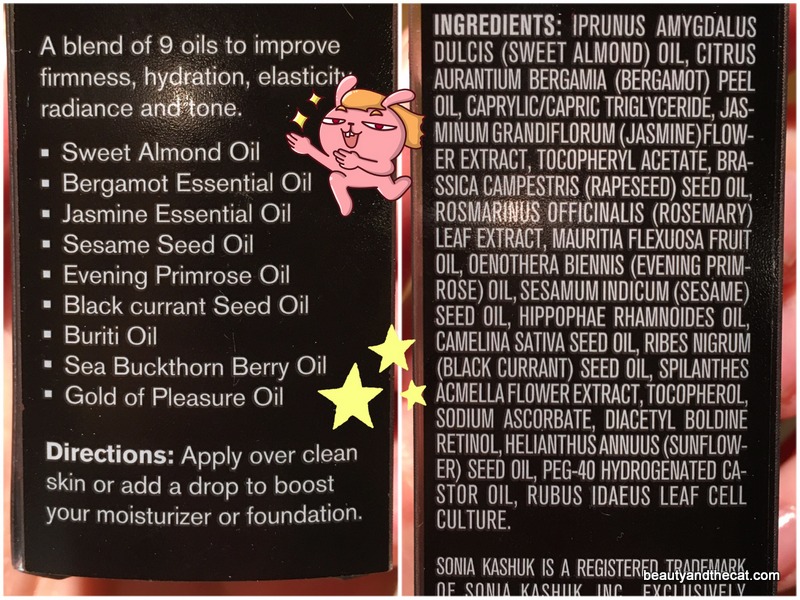 A blend of 9 oils to improve
firmness, hydration, elasticity,
radiance and tone.
▪ Sweet Almond Oil
▪ Bergamot Essential Oil
▪ Jasmine Essential Oil
▪ Sesame Seed Oil
▪ Evening Primrose Oil
▪ Black currant Seed Oil
▪ Buriti Oil
▪ Sea Buckthorn Berry Oil
▪ Gold of Pleasure Oil
Directions: Apply over clean
skin or add a drop to boost
your moisturizer or foundation.
INGREDIENTS: IPRUNUS AMYGDALUS
DULCIS (SWEET ALMOND) OIL, CITRUS
AURANTIUM BERGAMIA (BERGAMOT) PEEL
OIL, CAPRYLIC/CAPRIC TRIGLYCERIDE, JAS-
MINUM GRANDIFLORUM (JASMINE)FLOW-
ER EXTRACT, TOCOPHERYL ACETATE, BRA-
SSICA CAMPESTRIS (RAPESEED) SEED OIL,
ROSMARINUS OFFICINALIS (ROSEMARY)
LEAF EXTRACT, MAURITIA FLEXUOSA FRUIT
OIL, OENOTHERA BIENNIS (EVENING PRIM-
ROSE) OIL, SESAMUM INDICUM (SESAME)
SEED OIL, HIPPOPHAE RHAMNOIDES OIL,
CAMELINA SATIVA SEED OIL, RIBES NIGRUM
(BLACK CURRANT) SEED OIL, SPILANTHES
ACMELLA FLOWER EXTRACT, TOCOPHEROL,
SODIUM ASCORBATE, DIACETYL BOLDINE
RETINOL, HELIANTHUS ANNUUS (SUNFLOW-
ER) SEED OIL, PEG-40 HYDROGENATED CA-
STOR OIL, RUBUS IDAEUS LEAF CELL
CULTURE.
SONIA KASHUK IS A REGISTERED TRADEMARK
OF SONIA KASHUK, INC. EXCLUSIVELY
beautyandthecat.com